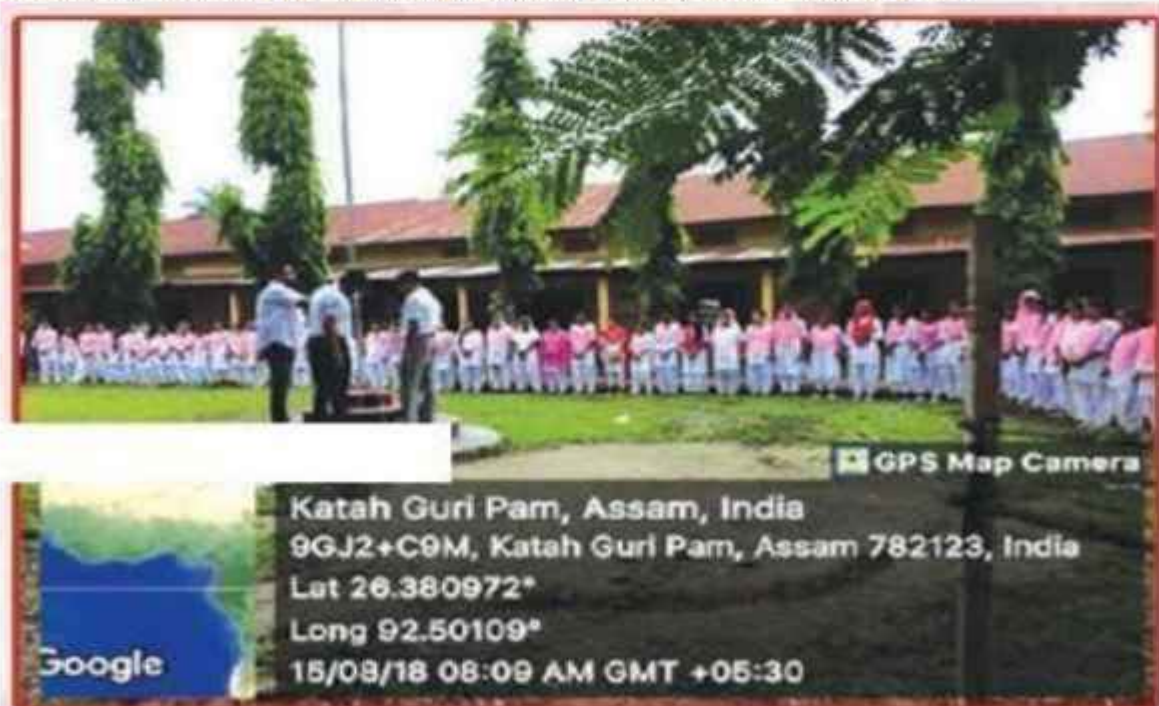 GPS Map Camera
Katah Guri Pam, Assam, India
9GJ2+C9M, Katah Guri Pam, Assam 782123, India
Lat 26.380972°
Long 92.50109°
15/08/18 08:09 AM GMT +05:30
Google